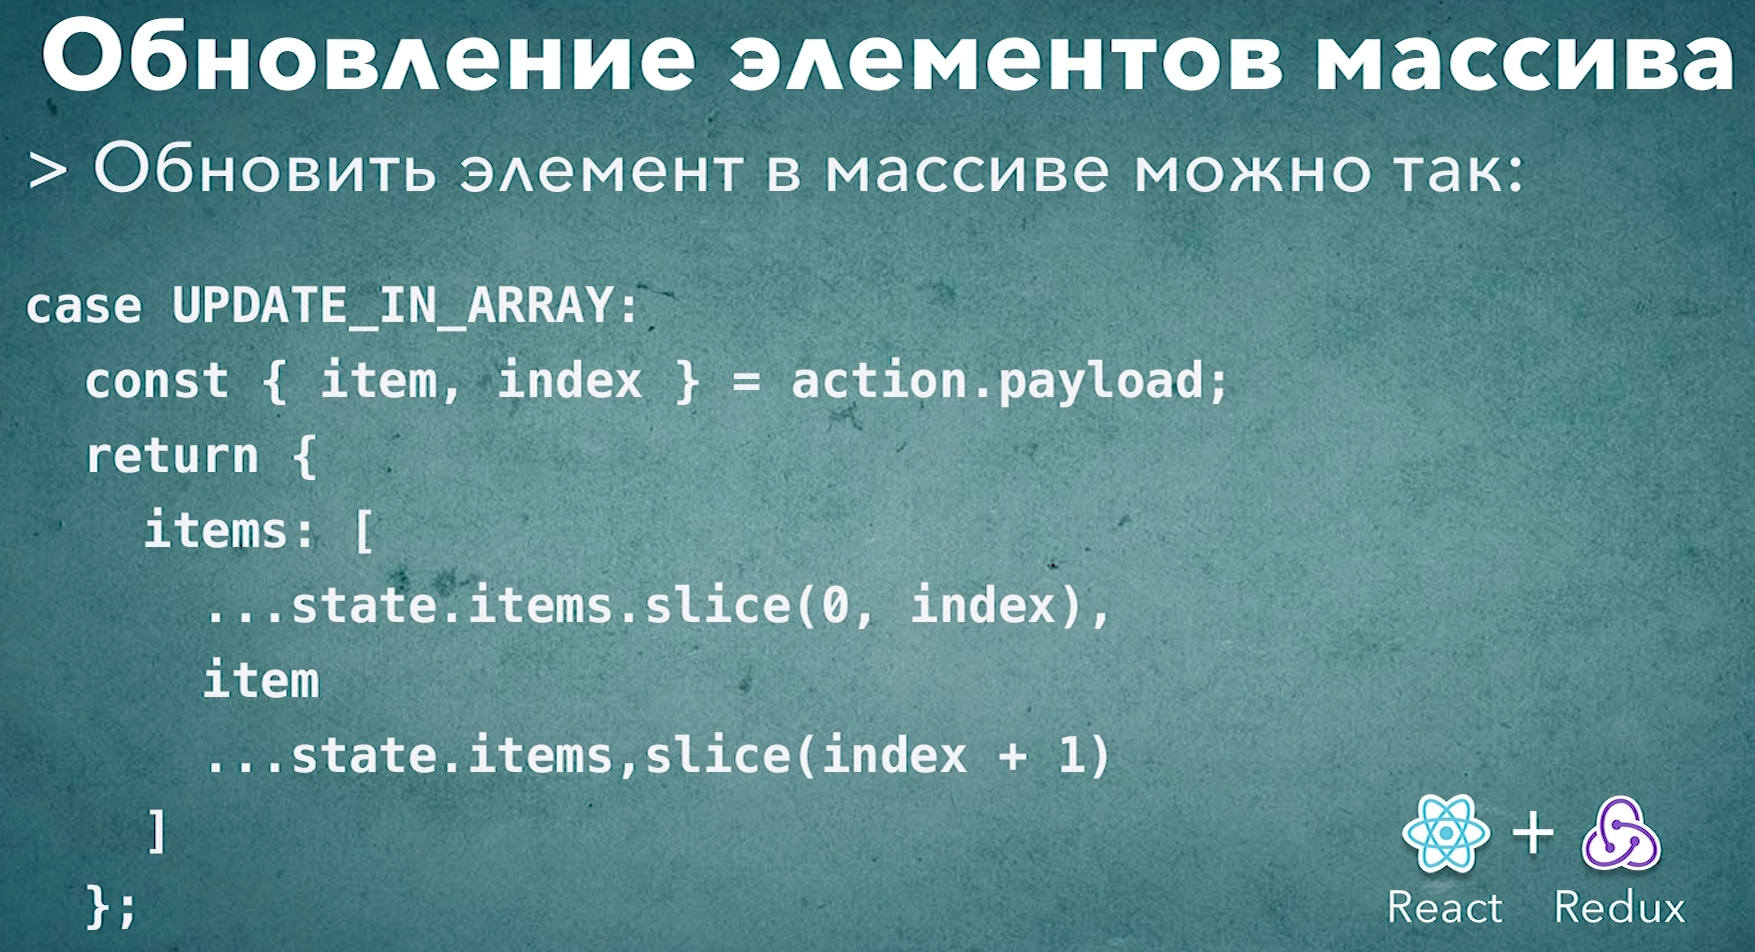 Обновление элементов массива
> Обновить элемент в массиве можно так:
case UPDATE_IN_ARRAY:
const { item, index } = action.payload;
return {
items: [
...state.items.slice(0, index),
item
...state.items,slice(index + 1)
]
};
React + Redux